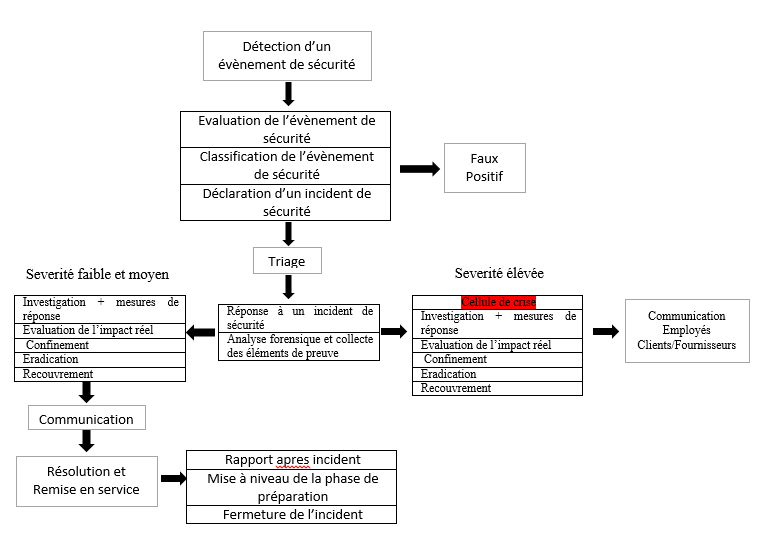 Détection d'un
évènement de sécurité
Evaluation de l'évènement de
sécurité
Classification de l'évènement
de sécurité
Déclaration d'un incident de
sécurité
Faux
Positif
Triage
Severité faible et moyen
Severité élévée
Investigation + mesures de
réponse
Evaluation de l'impact réel
Confinement
Eradication
Recouvrement
Réponse à un incident de
sécurité
Analyse forensique et collecte
des éléments de preuve
Cellule de crise
Investigation + mesures de
réponse
Evaluation de l'impact réel
Confinement
Eradication
Recouvrement
Communication
Employés
Clients/Fournisseurs
Communication
Résolution et
Remise en service
Rapport apres incident
Mise à niveau de la phase de
préparation
Fermeture de l'incident